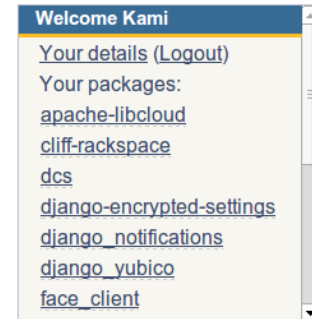 Welcome Kami
Your details (Logout)
Your packages:
apache-libcloud
cliff-rackspace
dcs
django-encrypted-settings
django_notifications
django_yubico
face_client